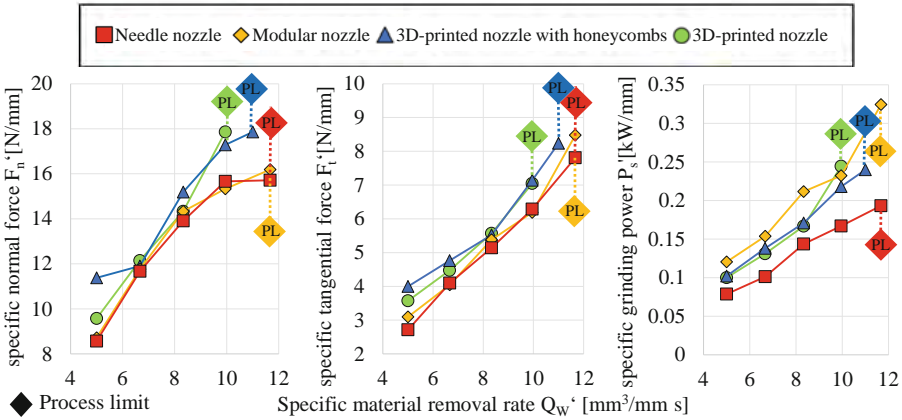 Needle nozzle Modular nozzle 3D-printed nozzle with honeycombs 3D-printed nozzle
specific normal force Fn‘[N/mm]
20
18
16
14
12
10
8
4 6 8 10 12
PL
PL
PL
PL
specific tangential force Ft‘[N/mm]
10
9
8
7
6
5
4
3
2
4 6 8 10 12
PL
PL
PL
PL
specific grinding power Ps'[kW/mm]
0.35
0.3
0.25
0.2
0.15
0.1
0.05
0
4 6 8 10 12
PL
PL
PL
PL
Process limit
Specific material removal rate QW‘ [mm³/mm s]